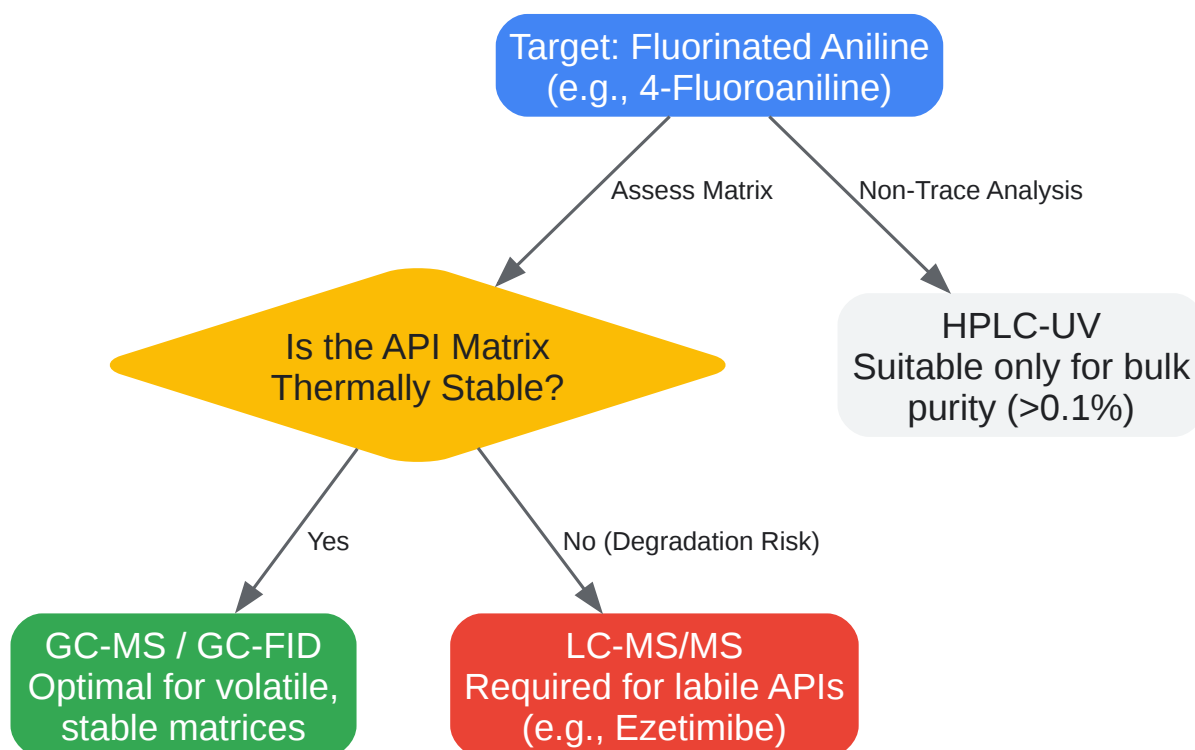 Target: Fluorinated Aniline
(e.g., 4-Fluoroaniline)
Assess Matrix
Non-Trace Analysis
Is the API Matrix
Thermally Stable?
HPLC-UV
Suitable only for bulk
purity (>0.1%)
Yes
No (Degradation Risk)
GC-MS / GC-FID
Optimal for volatile,
stable matrices
LC-MS/MS
Required for labile APIs
(e.g., Ezetimibe)